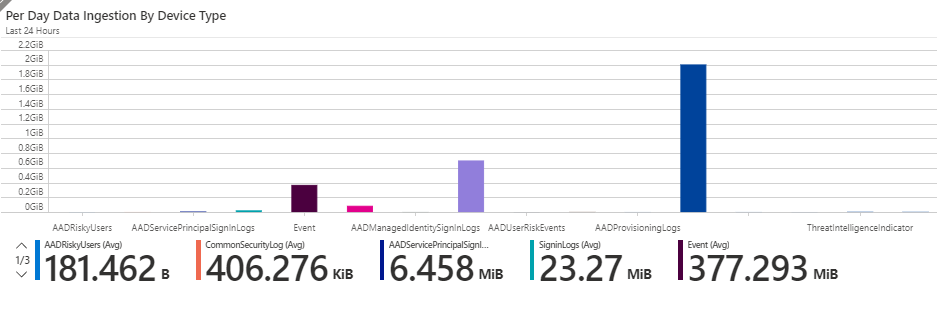 Per Day Data Ingestion By Device Type
Last 24 Hours
2.2GiB
2GiB
1.8GiB
1.6GiB
1.4GiB
1.2GiB
1GiB
0.8GiB
0.6GiB
0.4GiB
0.2GiB
0GiB
AADRiskyUsers AADServicePrincipalSignInLogs Event AADManagedIdentitySignInLogs AADUserRiskEvents AADProvisioningLogs ThreatIntelligenceIndicator
1/3
AADRiskyUsers (Avg)
181.462 B
CommonSecurityLog (Avg)
406.276 KiB
AADServicePrincipalSignI...
6.458 MiB
SigninLogs (Avg)
23.27 MiB
Event (Avg)
377.293 MiB